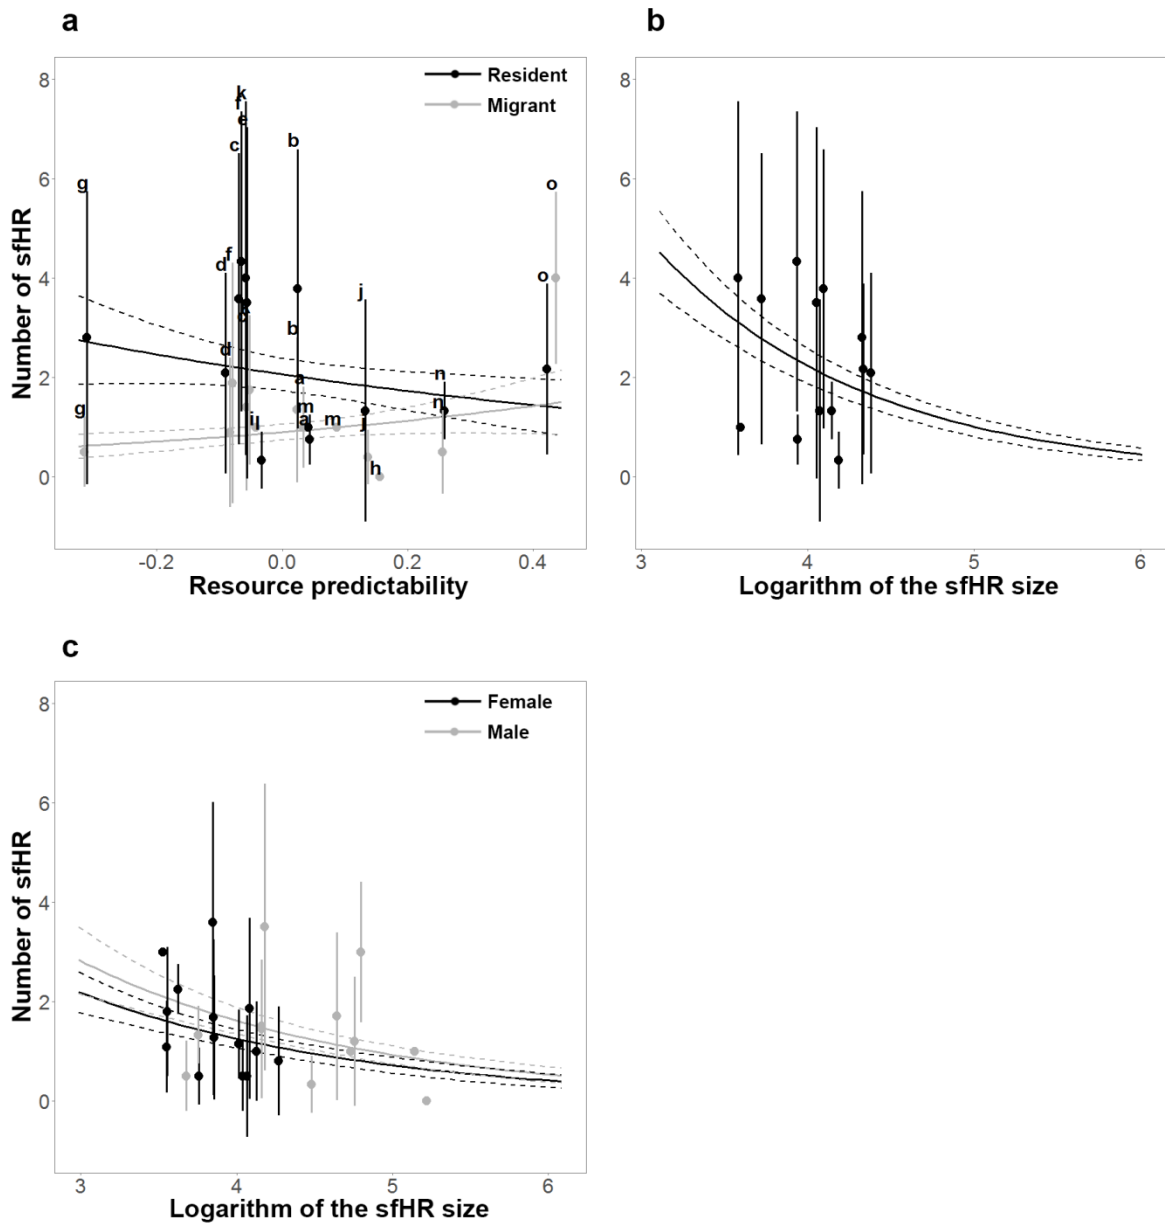 a
b
8
6
4
2
0
Number of sfHR
Resident
Migrant
k
f
e
c
b
g
o
f
d
o
j
c
b
d
a
n
g
m
i
l
a
m
j
n
h
-0.2 0.0 0.2 0.4
Resource predictability
8
6
4
2
0
3 4 5 6
Logarithm of the sfHR size
c
Number of sfHR
8
6
4
2
0
Female
Male
3 4 5 6
Logarithm of the sfHR size